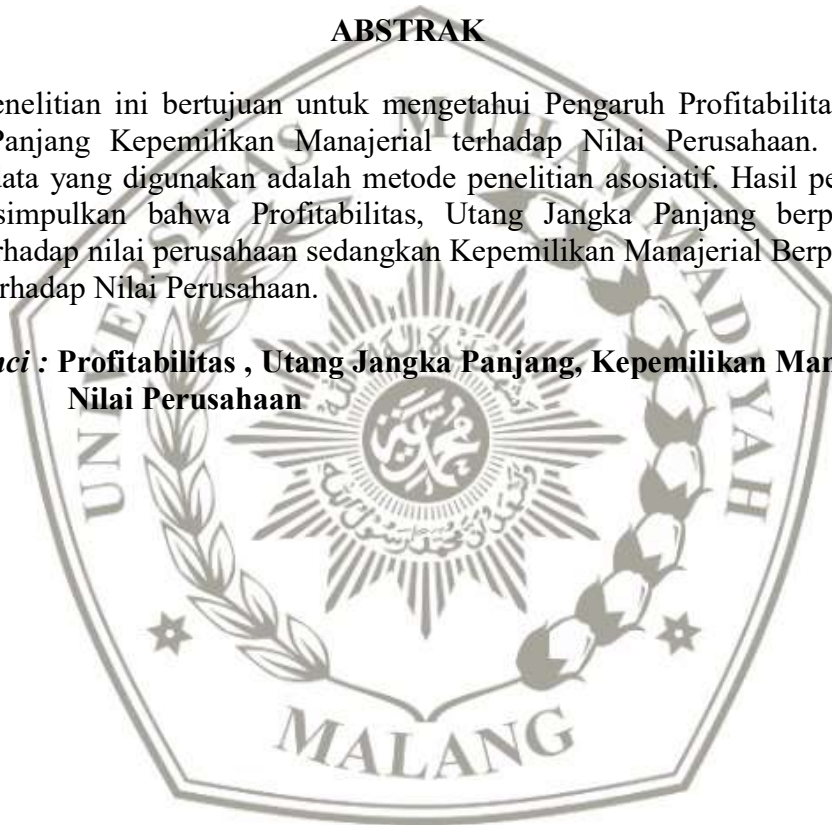 ABSTRAK
enelitian ini bertujuan untuk mengetahui Pengaruh Profitabilita
Panjang Kepemilikan Manajerial terhadap Nilai Perusahaan.
ata yang digunakan adalah metode penelitian asosiatif. Hasil pe
simpulkan bahwa Profitabilitas, Utang Jangka Panjang berp
rhadap nilai perusahaan sedangkan Kepemilikan Manajerial Berp
rhadap Nilai Perusahaan.
nci : Profitabilitas , Utang Jangka Panjang, Kepemilikan Man
Nilai Perusahaan
UNIVERSITAS MUHAMMADIYAH
MALANG